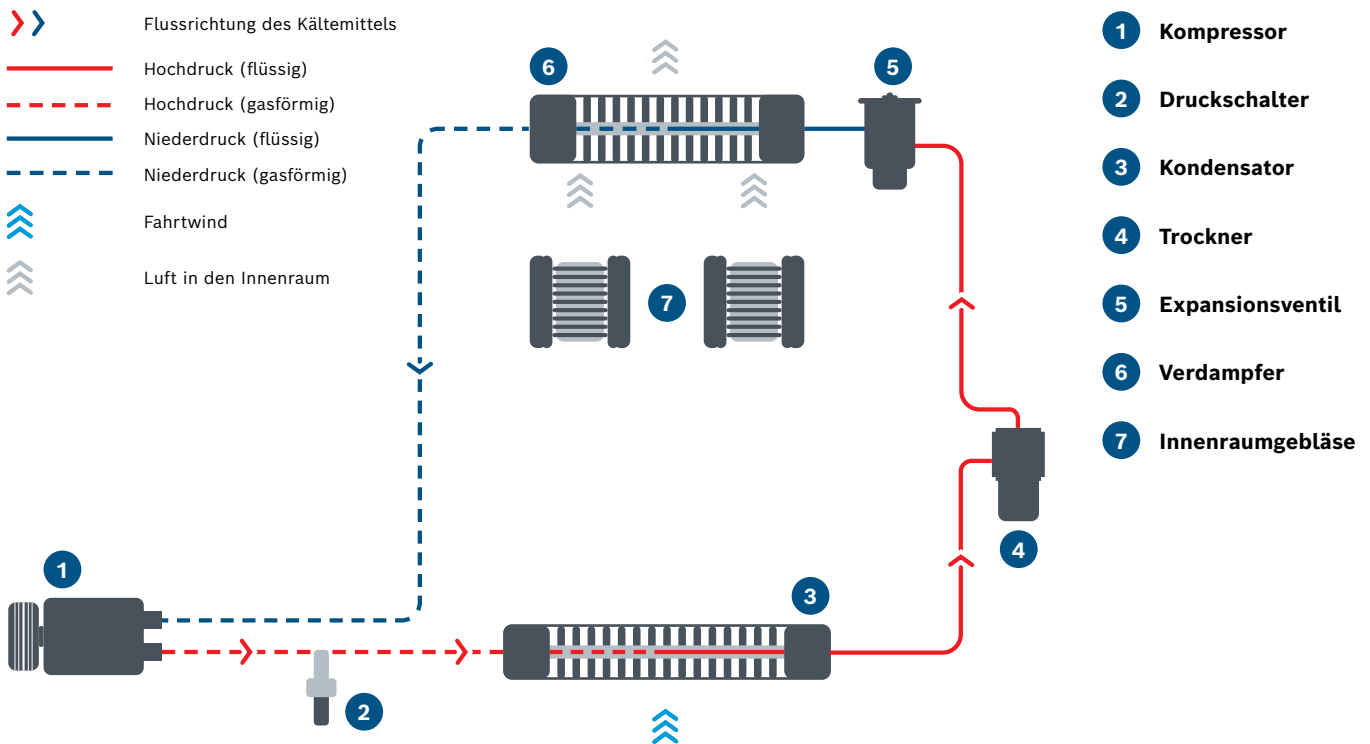 Flussrichtung des Kältemittels
Hochdruck (flüssig)
Hochdruck (gasförmig)
Niederdruck (flüssig)
Niederdruck (gasförmig)
Fahrtwind
Luft in den Innenraum
6
5
7
4
1
3
2
1 Kompressor
2 Druckschalter
3 Kondensator
4 Trockner
5 Expansionsventil
6 Verdampfer
7 Innenraumgebläse